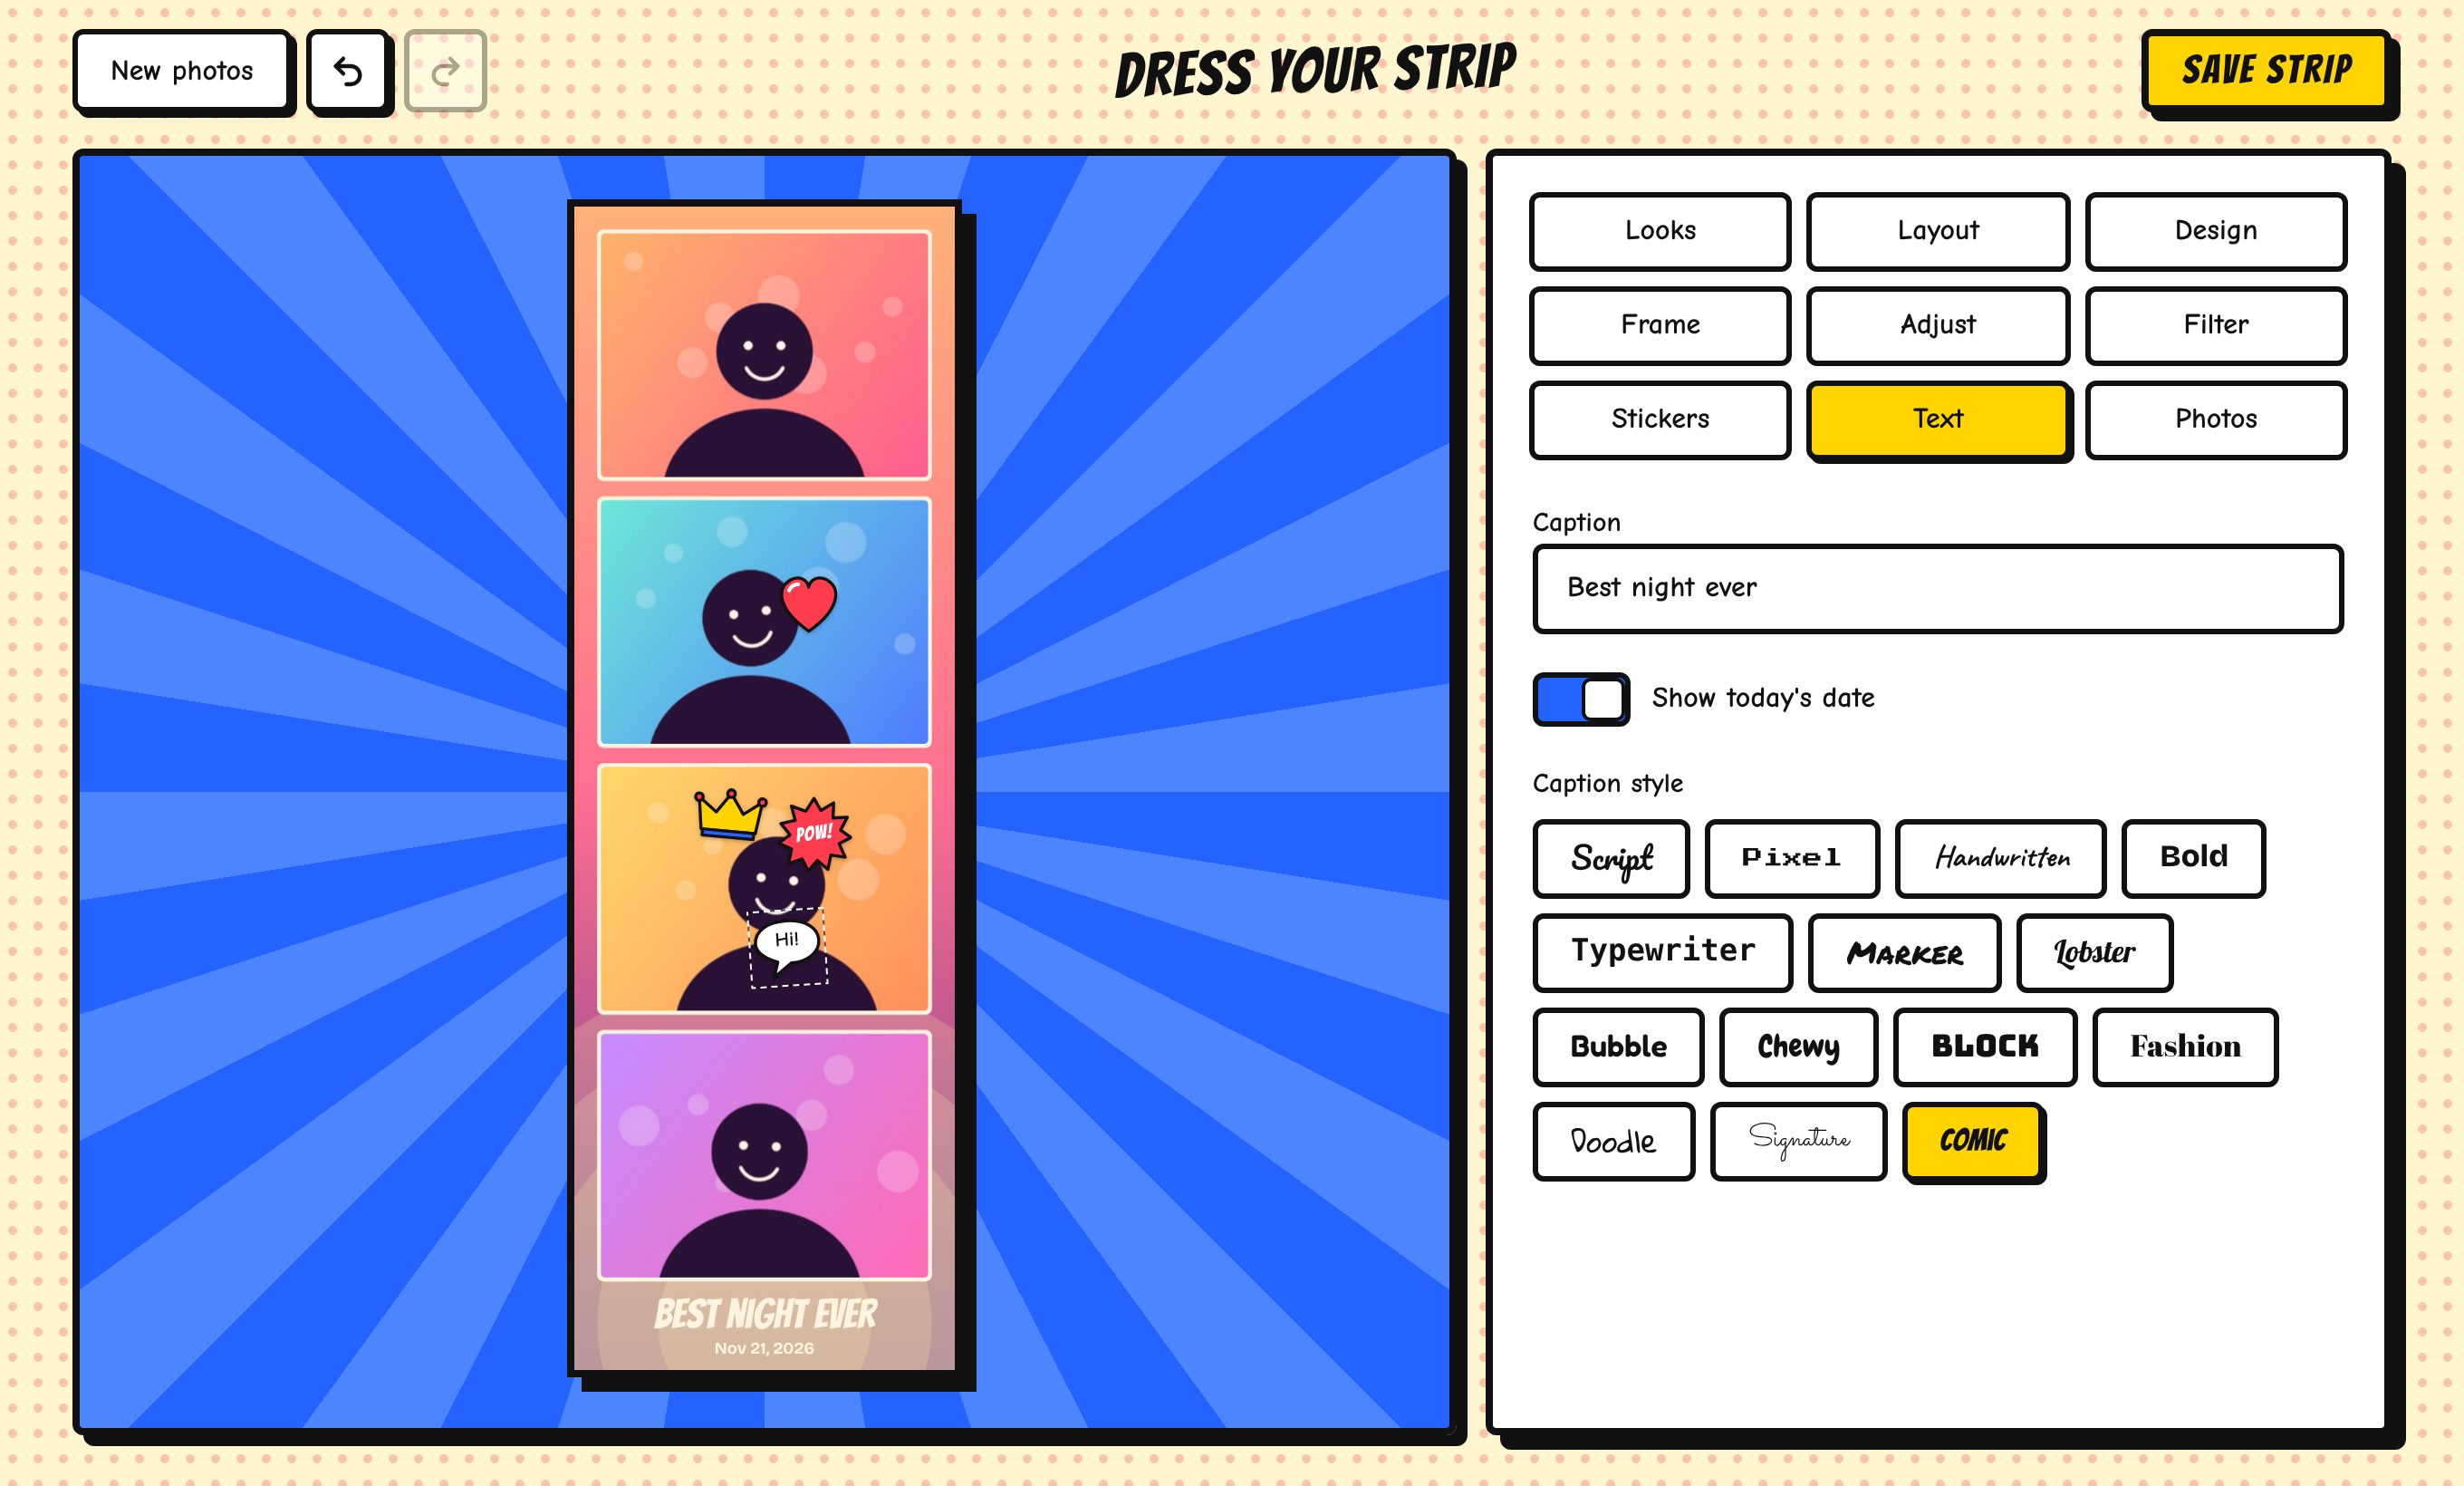 New photos
DRESS YOUR STRIP
SAVE STRIP
Looks
Layout
Design
Frame
Adjust
Filter
Stickers
Text
Photos
Caption
Best night ever
Show today's date
Caption style
Script
Pixel
Handwritten
Bold
Typewriter
MARKER
Lobster
Bubble
Chewy
BLOCK
Fashion
Doodle
Signature
COMIC
POW!
Hi!
BEST NIGHT EVER
Nov 21, 2026